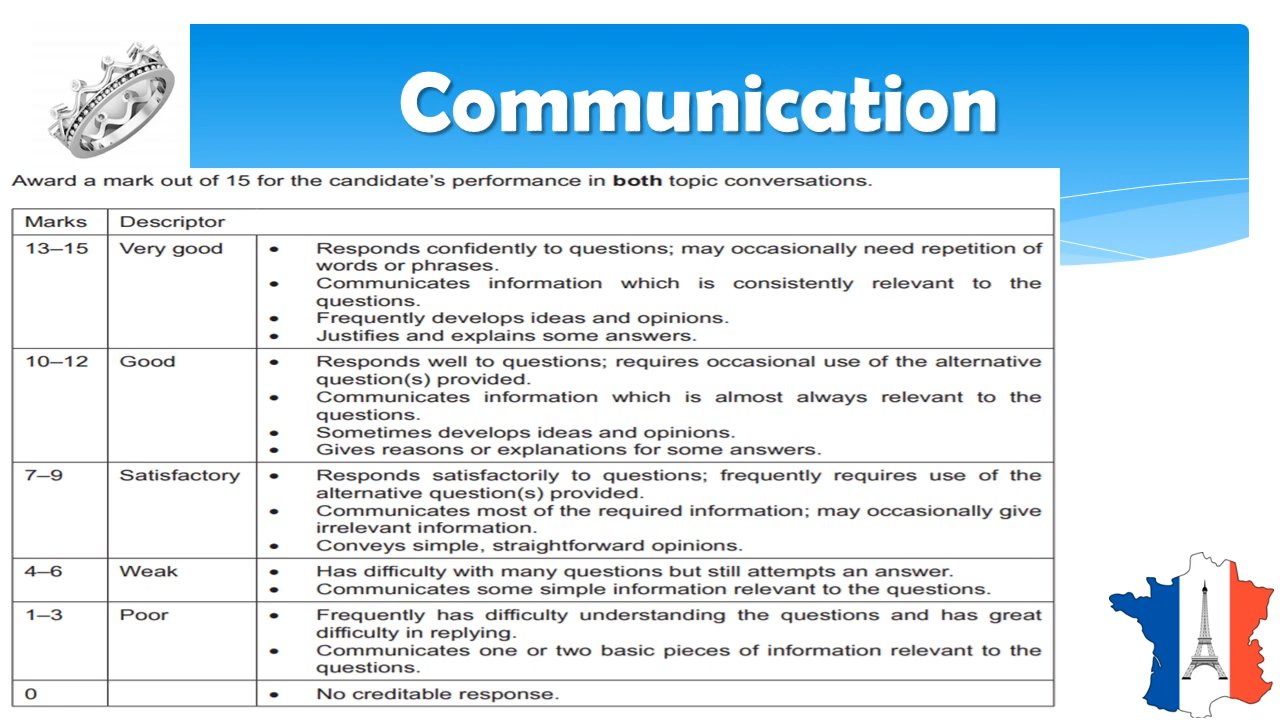 Communication
Award a mark out of 15 for the candidate's performance in both topic conversations.
Marks Descriptor
13–15 Very good • Responds confidently to questions; may occasionally need repetition of
words or phrases.
• Communicates information which is consistently relevant to the
questions.
• Frequently develops ideas and opinions.
• Justifies and explains some answers.
10–12 Good • Responds well to questions; requires occasional use of the alternative
question(s) provided.
• Communicates information which is almost always relevant to the
questions.
• Sometimes develops ideas and opinions.
• Gives reasons or explanations for some answers.
7–9 Satisfactory • Responds satisfactorily to questions; frequently requires use of the
alternative question(s) provided.
• Communicates most of the required information; may occasionally give
irrelevant information.
• Conveys simple, straightforward opinions.
4–6 Weak • Has difficulty with many questions but still attempts an answer.
• Communicates some simple information relevant to the questions.
1–3 Poor • Frequently has difficulty understanding the questions and has great
difficulty in replying.
• Communicates one or two basic pieces of information relevant to the
questions.
0 • No creditable response.